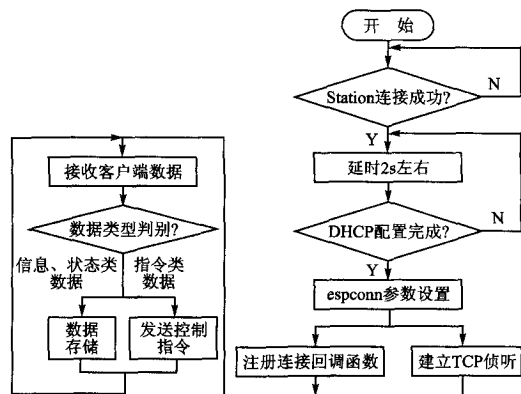 接收客户端数据
数据类型判别?
信息、状态类
数据
指令类
数据
数据
存储
发送控制
指令
开 始
Station连接成功?
N
Y
延时2s左右
DHCP配置完成?
N
Y
espconn参数设置
注册连接回调函数
建立TCP侦听